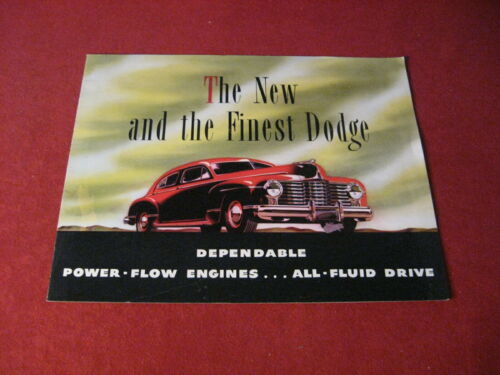 The New
and the Finest Dodge
DEPENDABLE
POWER-FLOW ENGINES... ALL-FLUID DRIVE